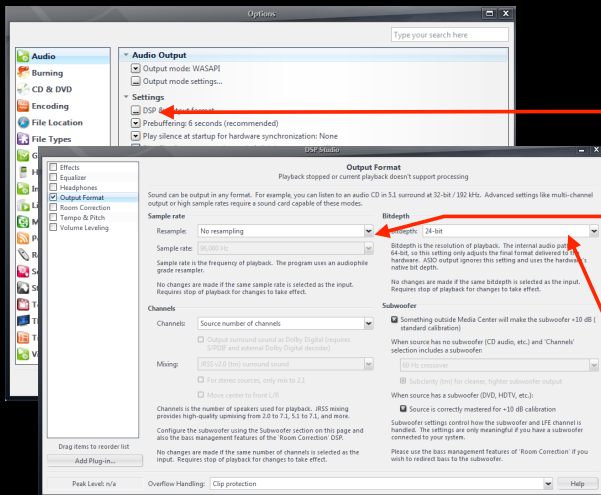 Options
Type your search here
Audio
Burning
CD & DVD
Encoding
File Location
File Types
Audio Output
Output mode: WASAPI
Output mode settings...
Settings
DSP & output format...
Prebuffering: 6 seconds (recommended)
Play silence at startup for hardware synchronization: None
DSP Studio
Effects
Equalizer
Headphones
Output Format
Room Correction
Tempo & Pitch
Volume Leveling
Drag items to reorder list
Add Plug-in...
Peak Level: n/a
Output Format
Playback stopped or current playback doesn't support processing
Sound can be output in any format. For example, you can listen to an audio CD in 5.1 surround at 32-bit / 192 kHz. Advanced settings like multi-channel
output or high sample rates require a sound card capable of these modes.
Sample rate
Resample: No resampling
Sample rate: 96,000 Hz
Sample rate is the frequency of playback. The program uses an audiophile
grade resampler.
No changes are made if the same sample rate is selected as the input.
Requires stop of playback for changes to take effect.
Channels
Channels: Source number of channels
Output surround sound as Dolby Digital (requires
S/PDIF and external Dolby Digital decoder)
Mixing: JRSS v2.0 (tm) surround sound
For stereo sources, only mix to 2.1
Move center to front L/R
Channels is the number of speakers used for playback. JRSS mixing
provides high-quality upmixing from 2.0 to 7.1, 5.1 to 7.1, and more.
Configure the subwoofer using the Subwoofer section on this page and
also the bass management features of the 'Room Correction' DSP.
No changes are made if the same number of channels is selected as the
input. Requires stop of playback for changes to take effect.
Bitdepth
Bitdepth: 24-bit
Bitdepth is the resolution of playback. The internal audio path is
64-bit, so this setting only adjusts the final format delivered to the
hardware. ASIO output ignores this setting and uses the hardware's
native bit depth.
No changes are made if the same bitdepth is selected as the input.
Requires stop of playback for changes to take effect.
Subwoofer
Something outside Media Center will make the subwoofer +10 dB (
standard calibration)
When source has no subwoofer (CD audio, etc.) and 'Channels'
selection includes a subwoofer:
60 Hz crossover
Subclarity (tm) for cleaner, tighter subwoofer output
When source has a subwoofer (DVD, HDTV, etc.):
Source is correctly mastered for +10 dB calibration
Subwoofer settings control how the subwoofer and LFE channel is
handled. The settings are only meaningful if you have a subwoofer
connected to your system.
Please use the bass management features of 'Room Correction' if you
wish to redirect bass to the subwoofer.
Overflow Handling: Clip protection
Help